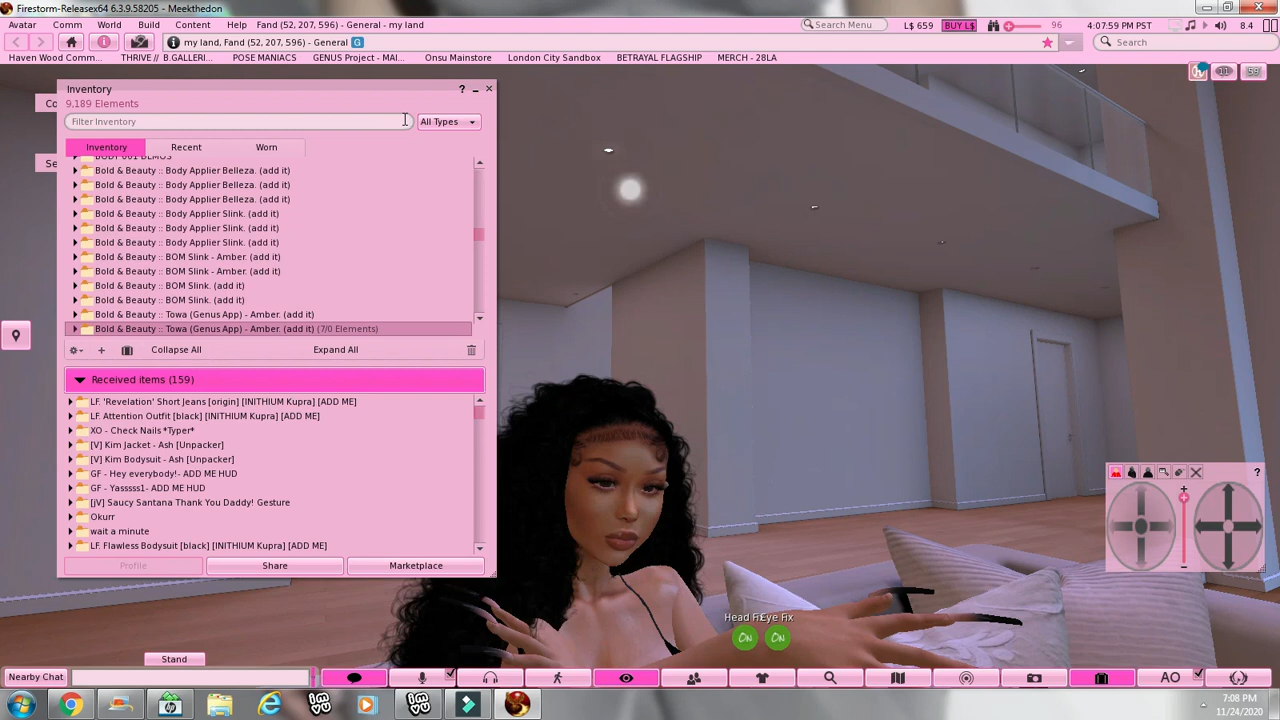 Firestorm-Releasex64 6.3.9.58205 - Meekthedon
Avatar Comm World Build Content Help Fand (52, 207, 596) - General - my land Search Menu L$ 659 BUY L$ 96 4:07:59 PM PST 8.4
my land, Fand (52, 207, 596) - General G Search
Haven Wood Comm... THRIVE // B.GALLERI... POSE MANIACS GENUS Project - MAI... Onsu Mainstore London City Sandbox BETRAYAL FLAGSHIP MERCH - 28LA
Inventory ?
9,189 Elements
Filter Inventory All Types
Inventory Recent Worn
Bold & Beauty :: Body Applier Belleza. (add it)
Bold & Beauty :: Body Applier Belleza. (add it)
Bold & Beauty :: Body Applier Belleza. (add it)
Bold & Beauty :: Body Applier Slink. (add it)
Bold & Beauty :: Body Applier Slink. (add it)
Bold & Beauty :: Body Applier Slink. (add it)
Bold & Beauty :: BOM Slink - Amber. (add it)
Bold & Beauty :: BOM Slink - Amber. (add it)
Bold & Beauty :: BOM Slink. (add it)
Bold & Beauty :: BOM Slink. (add it)
Bold & Beauty :: Towa (Genus App) - Amber. (add it)
Bold & Beauty :: Towa (Genus App) - Amber. (add it) (7/0 Elements)
Collapse All Expand All
Received items (159)
LF. 'Revelation' Short Jeans [origin] [INITHIUM Kupra] [ADD ME]
LF. Attention Outfit [black] [INITHIUM Kupra] [ADD ME]
XO - Check Nails *Typer*
[V] Kim Jacket - Ash [Unpacker]
[V] Kim Bodysuit - Ash [Unpacker]
GF - Hey everybody!- ADD ME HUD
GF - Yasssss1- ADD ME HUD
[jV] Saucy Santana Thank You Daddy! Gesture
Okurr
wait a minute
LF. Flawless Bodysuit [black] [INITHIUM Kupra] [ADD ME]
Profile Share Marketplace
?
On On
Stand
Nearby Chat AO
7:08 PM
11/24/2020